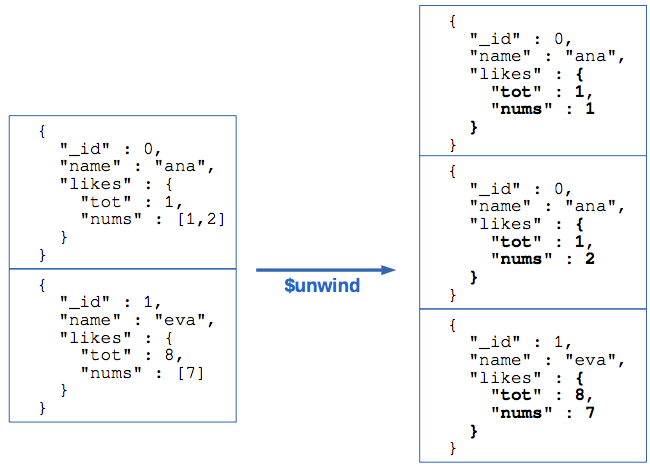 {
"_id" : 0,
"name" : "ana",
"likes" : {
"tot" : 1,
"nums" : [1,2]
}
}
{
"_id" : 1,
"name" : "eva",
"likes" : {
"tot" : 8,
"nums" : [7]
}
}
$unwind
{
"_id" : 0,
"name" : "ana",
"likes" : {
"tot" : 1,
"nums" : 1
}
}
{
"_id" : 0,
"name" : "ana",
"likes" : {
"tot" : 1,
"nums" : 2
}
}
{
"_id" : 1,
"name" : "eva",
"likes" : {
"tot" : 8,
"nums" : 7
}
}